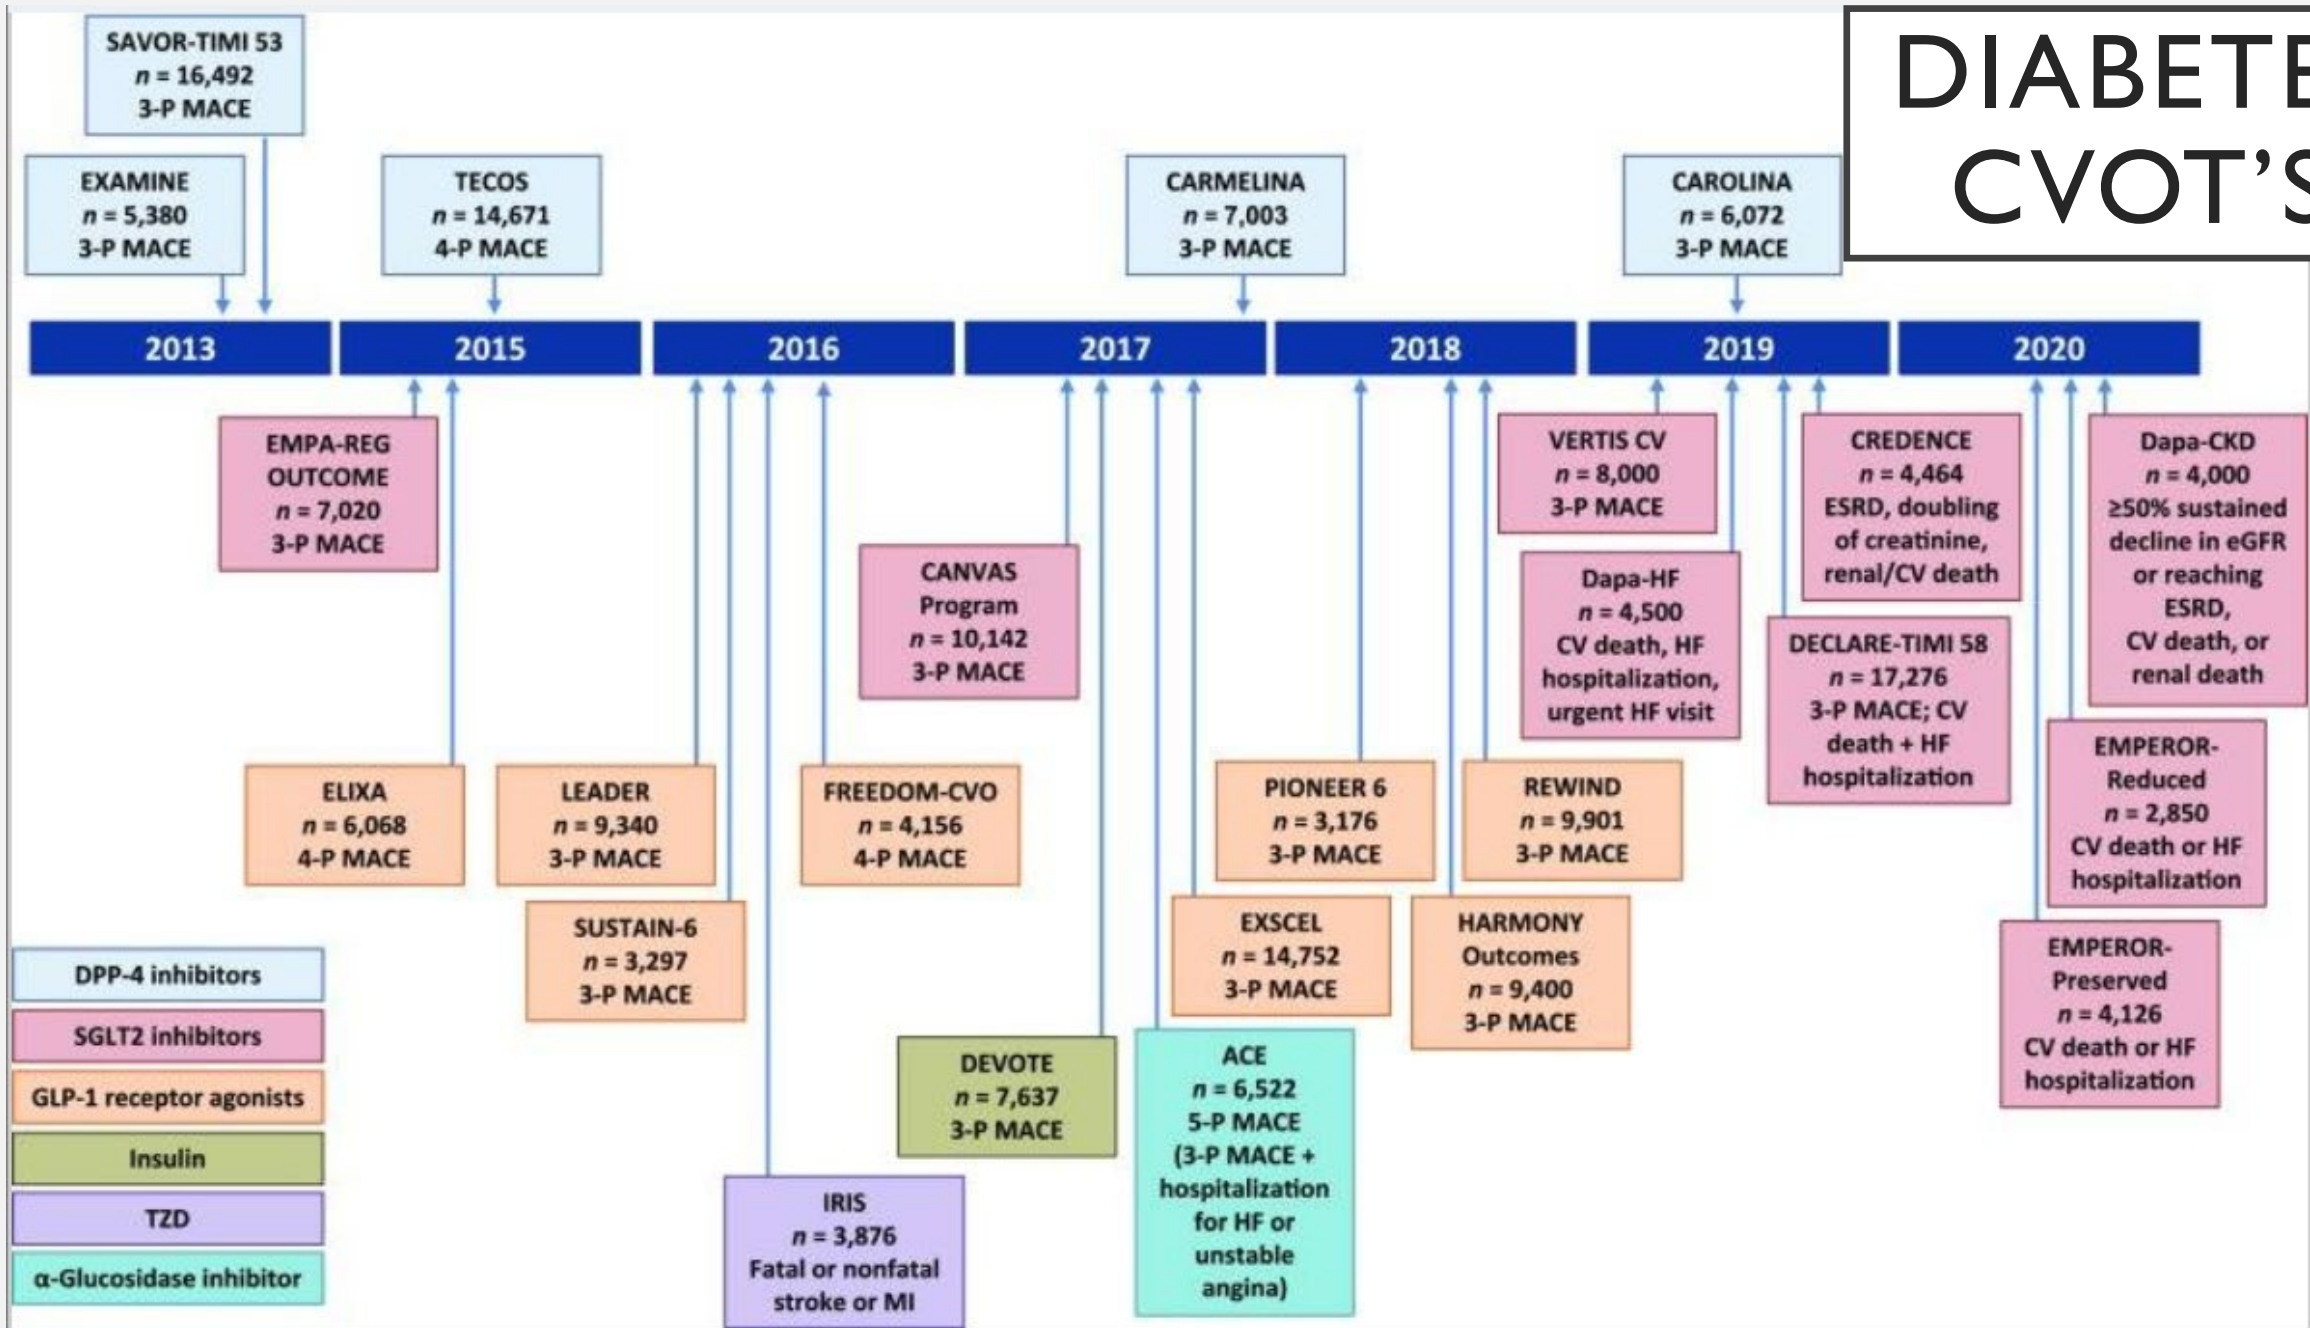 DIABETE
CVOT'S
SAVOR-TIMI 53
n = 16,492
3-P MACE
EXAMINE
n = 5,380
3-P MACE
TECOS
n = 14,671
4-P MACE
CARMELINA
n = 7,003
3-P MACE
CAROLINA
n = 6,072
3-P MACE
2013
2015
2016
2017
2018
2019
2020
EMPA-REG
OUTCOME
n = 7,020
3-P MACE
CANVAS
Program
n = 10,142
3-P MACE
VERTIS CV
n = 8,000
3-P MACE
CREDENCE
n = 4,464
ESRD, doubling
of creatinine,
renal/CV death
Dapa-CKD
n = 4,000
≥50% sustained
decline in eGFR
or reaching
ESRD,
CV death, or
renal death
Dapa-HF
n = 4,500
CV death, HF
hospitalization,
urgent HF visit
DECLARE-TIMI 58
n = 17,276
3-P MACE; CV
death + HF
hospitalization
EMPEROR-
Reduced
n = 2,850
CV death or HF
hospitalization
EMPEROR-
Preserved
n = 4,126
CV death or HF
hospitalization
ELIXA
n = 6,068
4-P MACE
LEADER
n = 9,340
3-P MACE
FREEDOM-CVO
n = 4,156
4-P MACE
PIONEER 6
n = 3,176
3-P MACE
REWIND
n = 9,901
3-P MACE
SUSTAIN-6
n = 3,297
3-P MACE
EXSCEL
n = 14,752
3-P MACE
HARMONY
Outcomes
n = 9,400
3-P MACE
DEVOTE
n = 7,637
3-P MACE
ACE
n = 6,522
5-P MACE
(3-P MACE +
hospitalization
for HF or
unstable
angina)
IRIS
n = 3,876
Fatal or nonfatal
stroke or MI
DPP-4 inhibitors
SGLT2 inhibitors
GLP-1 receptor agonists
Insulin
TZD
α-Glucosidase inhibitor